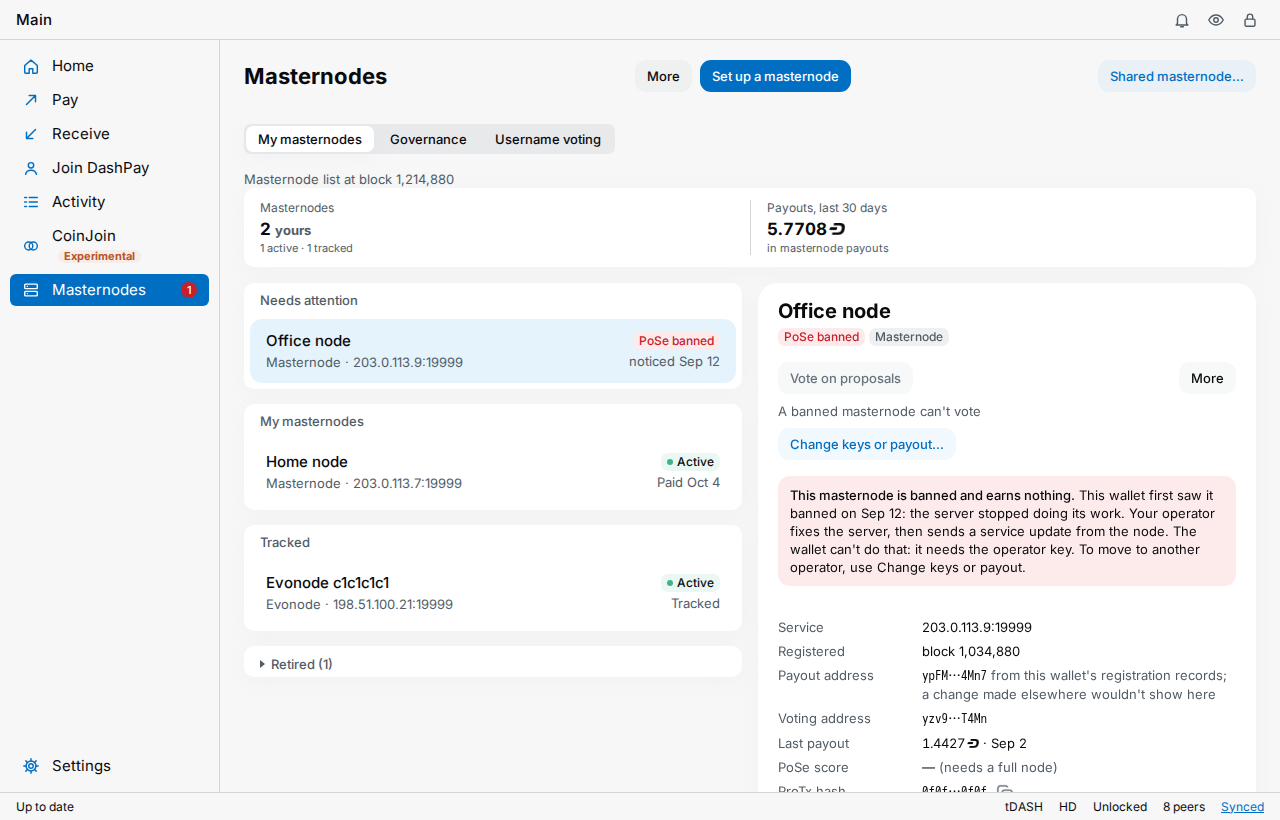 Main
Home
Pay
Receive
Join DashPay
Activity
CoinJoin
Experimental
Masternodes 1
Settings
Masternodes
More
Set up a masternode
Shared masternode...
My masternodes
Governance
Username voting
Masternode list at block 1,214,880
Masternodes
2 yours
1 active · 1 tracked
Payouts, last 30 days
5.7708
in masternode payouts
Needs attention
Office node
PoSe banned
Masternode · 203.0.113.9:19999
noticed Sep 12
My masternodes
Home node
Active
Masternode · 203.0.113.7:19999
Paid Oct 4
Tracked
Evonode c1c1c1c1
Active
Evonode · 198.51.100.21:19999
Tracked
Retired (1)
Office node
PoSe banned
Masternode
Vote on proposals
More
A banned masternode can't vote
Change keys or payout...
This masternode is banned and earns nothing. This wallet first saw it
banned on Sep 12: the server stopped doing its work. Your operator
fixes the server, then sends a service update from the node. The
wallet can't do that: it needs the operator key. To move to another
operator, use Change keys or payout.
Service 203.0.113.9:19999
Registered block 1,034,880
Payout address ypFM···4Mn7 from this wallet's registration records;
a change made elsewhere wouldn't show here
Voting address yzv9···T4Mn
Last payout 1.4427 · Sep 2
PoSe score — (needs a full node)
ProTx hash 0f0f···0f0f
Up to date
tDASH
HD
Unlocked
8 peers
Synced